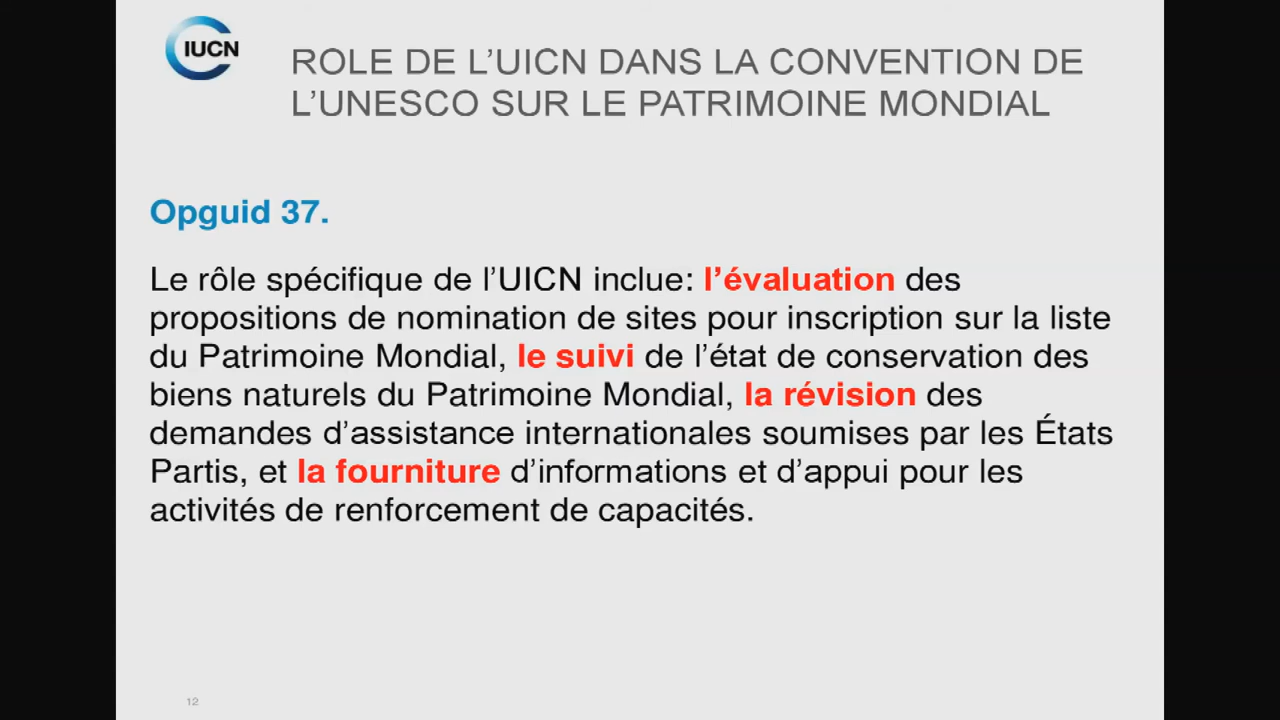 IUCN
ROLE DE L’UICN DANS LA CONVENTION DE
L’UNESCO SUR LE PATRIMOINE MONDIAL
Opguid 37.
Le rôle spécifique de l’UICN inclue: l’évaluation des
propositions de nomination de sites pour inscription sur la liste
du Patrimoine Mondial, le suivi de l’état de conservation des
biens naturels du Patrimoine Mondial, la révision des
demandes d’assistance internationales soumises par les États
Partis, et la fourniture d’informations et d’appui pour les
activités de renforcement de capacités.
12